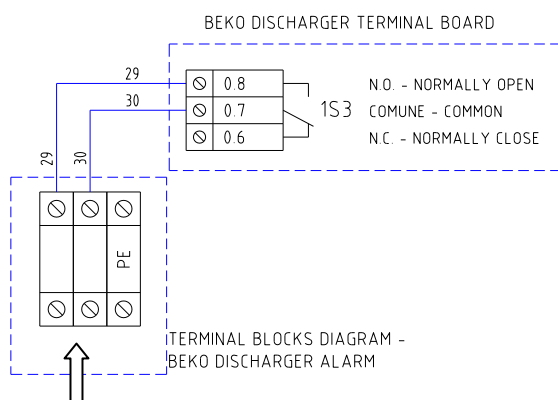 BEKO DISCHARGER TERMINAL BOARD
29
0.8
N.O. - NORMALLY OPEN
30
0.7
1S3
COMUNE - COMMON
0.6
N.C. - NORMALLY CLOSE
29
30
PE
TERMINAL BLOCKS DIAGRAM -
BEKO DISCHARGER ALARM